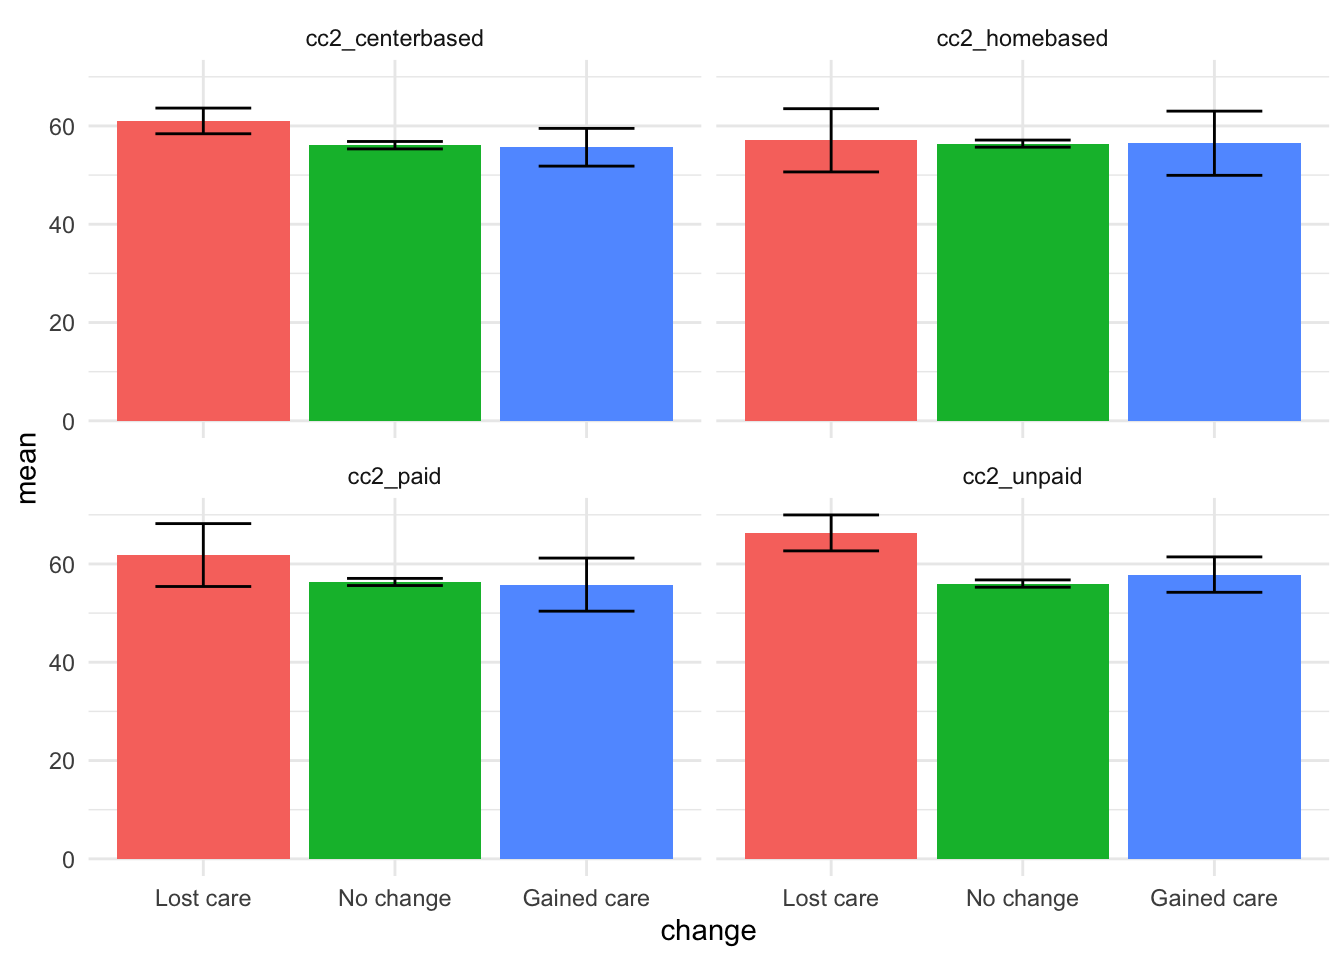 cc2_centerbased
cc2_homebased
60
40
20
0
cc2_paid
cc2_unpaid
60
40
20
0
mean
Lost care
No change
Gained care
Lost care
No change
Gained care
change